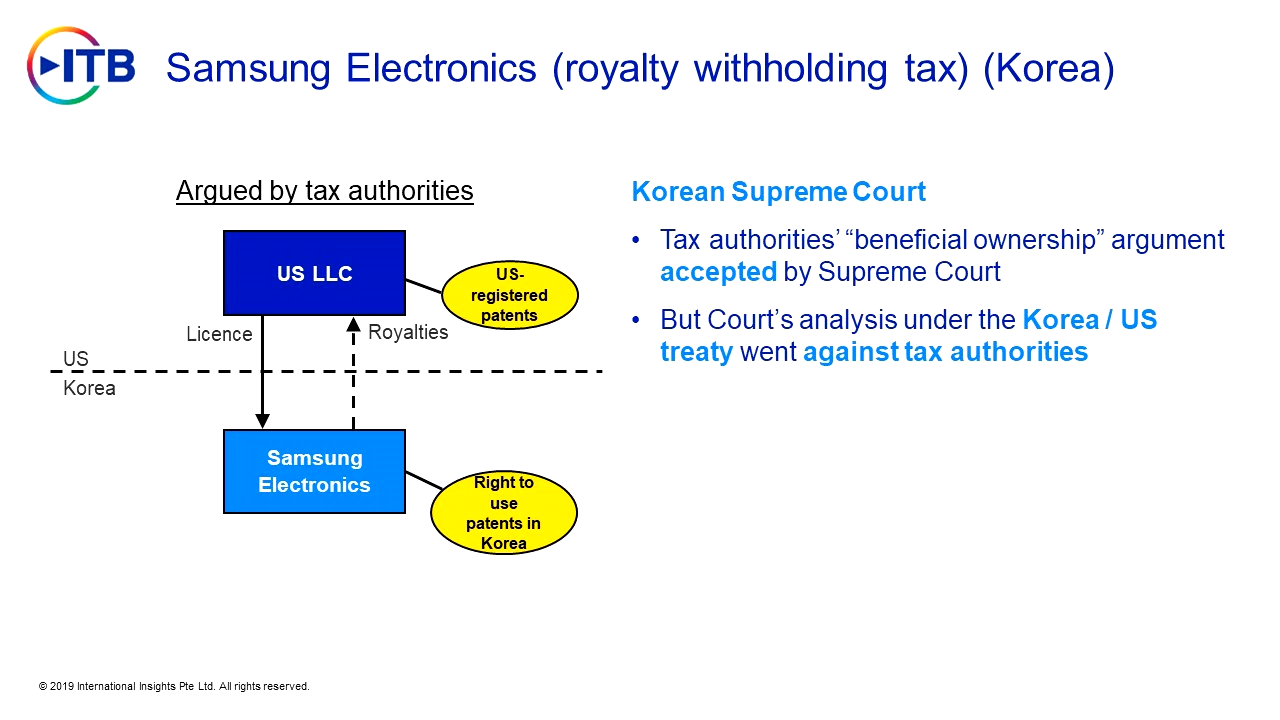 ITB
Samsung Electronics (royalty withholding tax) (Korea)
Argued by tax authorities
US LLC
US-
registered
patents
Licence
Royalties
US
Korea
Samsung
Electronics
Right to
use
patents in
Korea
Korean Supreme Court
• Tax authorities’ “beneficial ownership” argument
accepted by Supreme Court
• But Court’s analysis under the Korea / US
treaty went against tax authorities
© 2019 International Insights Pte Ltd. All rights reserved.